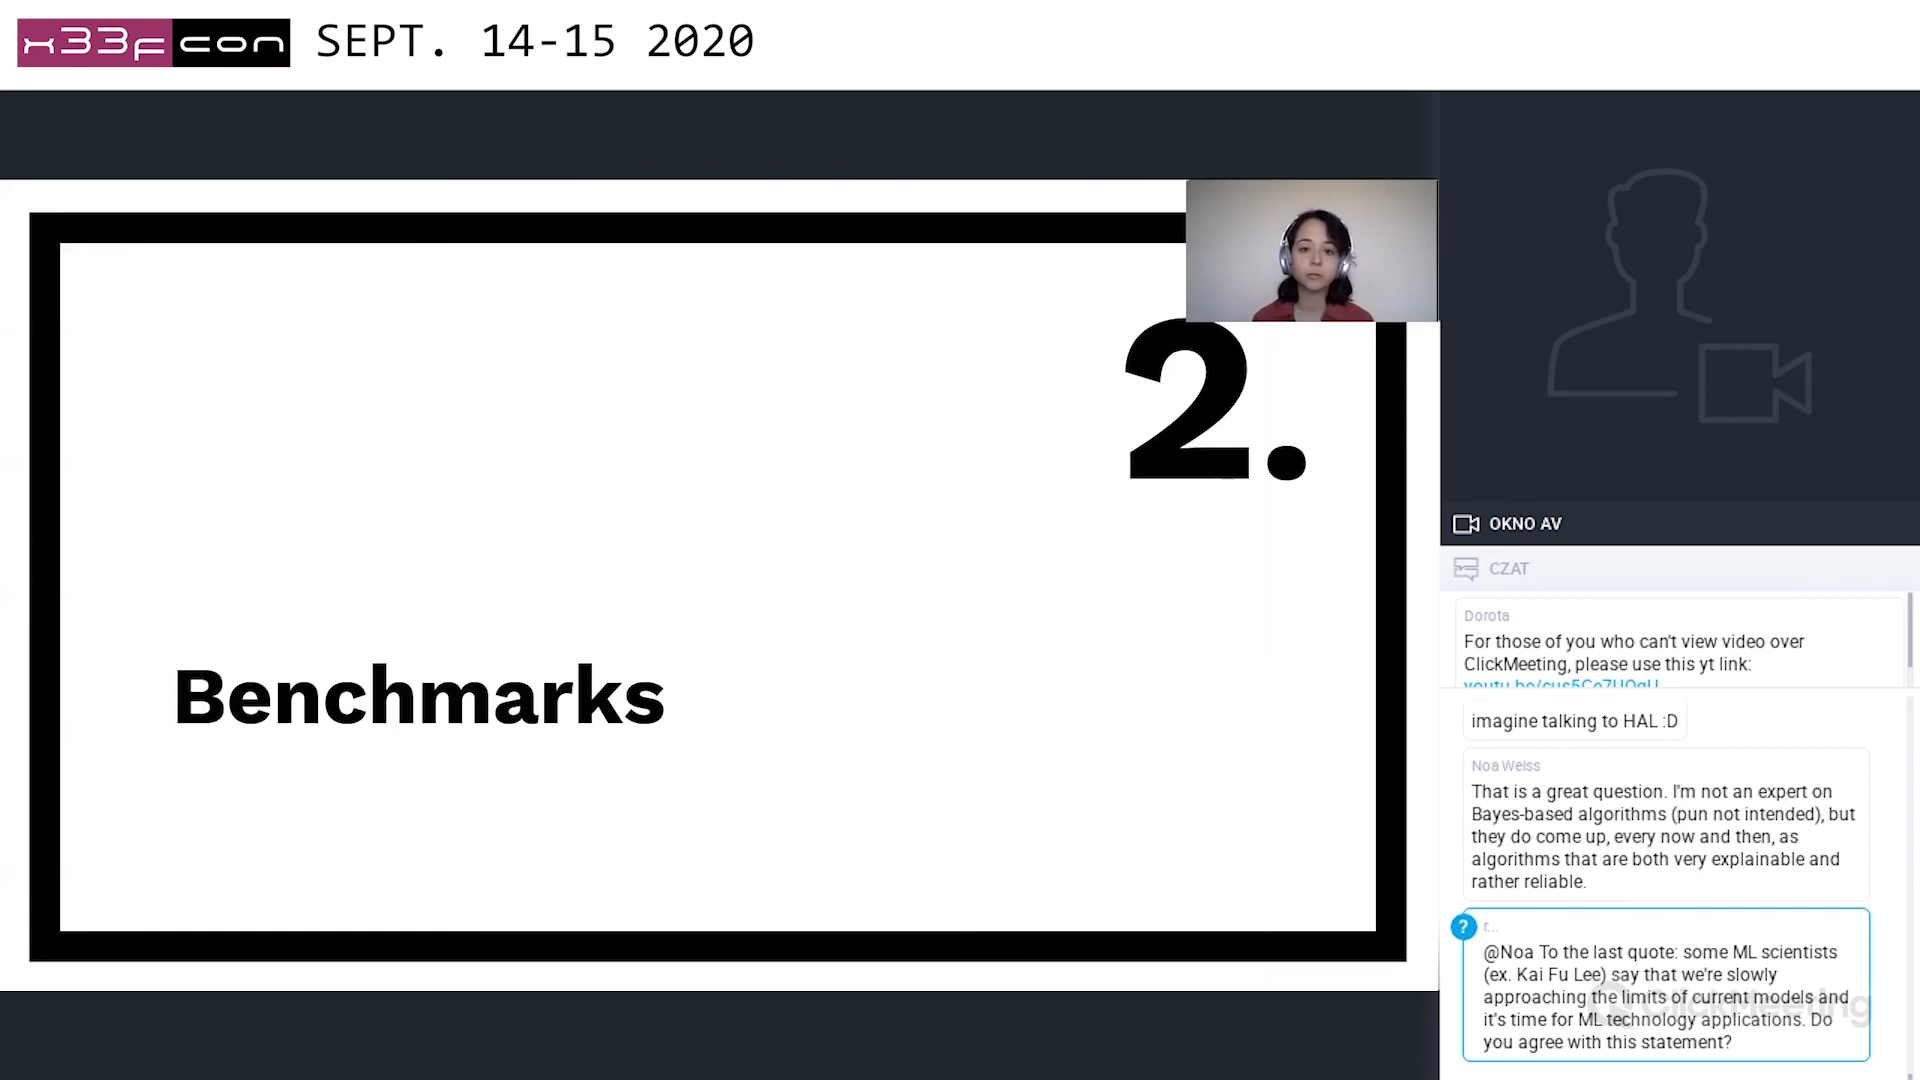 x33fcon SEPT. 14-15 2020
2.
Benchmarks
OKNO AV
CZAT
Dorota
For those of you who can't view video over
ClickMeeting, please use this yt link:
imagine talking to HAL :D
Noa Weiss
That is a great question. I'm not an expert on
Bayes-based algorithms (pun not intended), but
they do come up, every now and then, as
algorithms that are both very explainable and
rather reliable.
? r...
@Noa To the last quote: some ML scientists
(ex. Kai Fu Lee) say that we're slowly
approaching the limits of current models and
it's time for ML technology applications. Do
you agree with this statement?
ClickMeeting